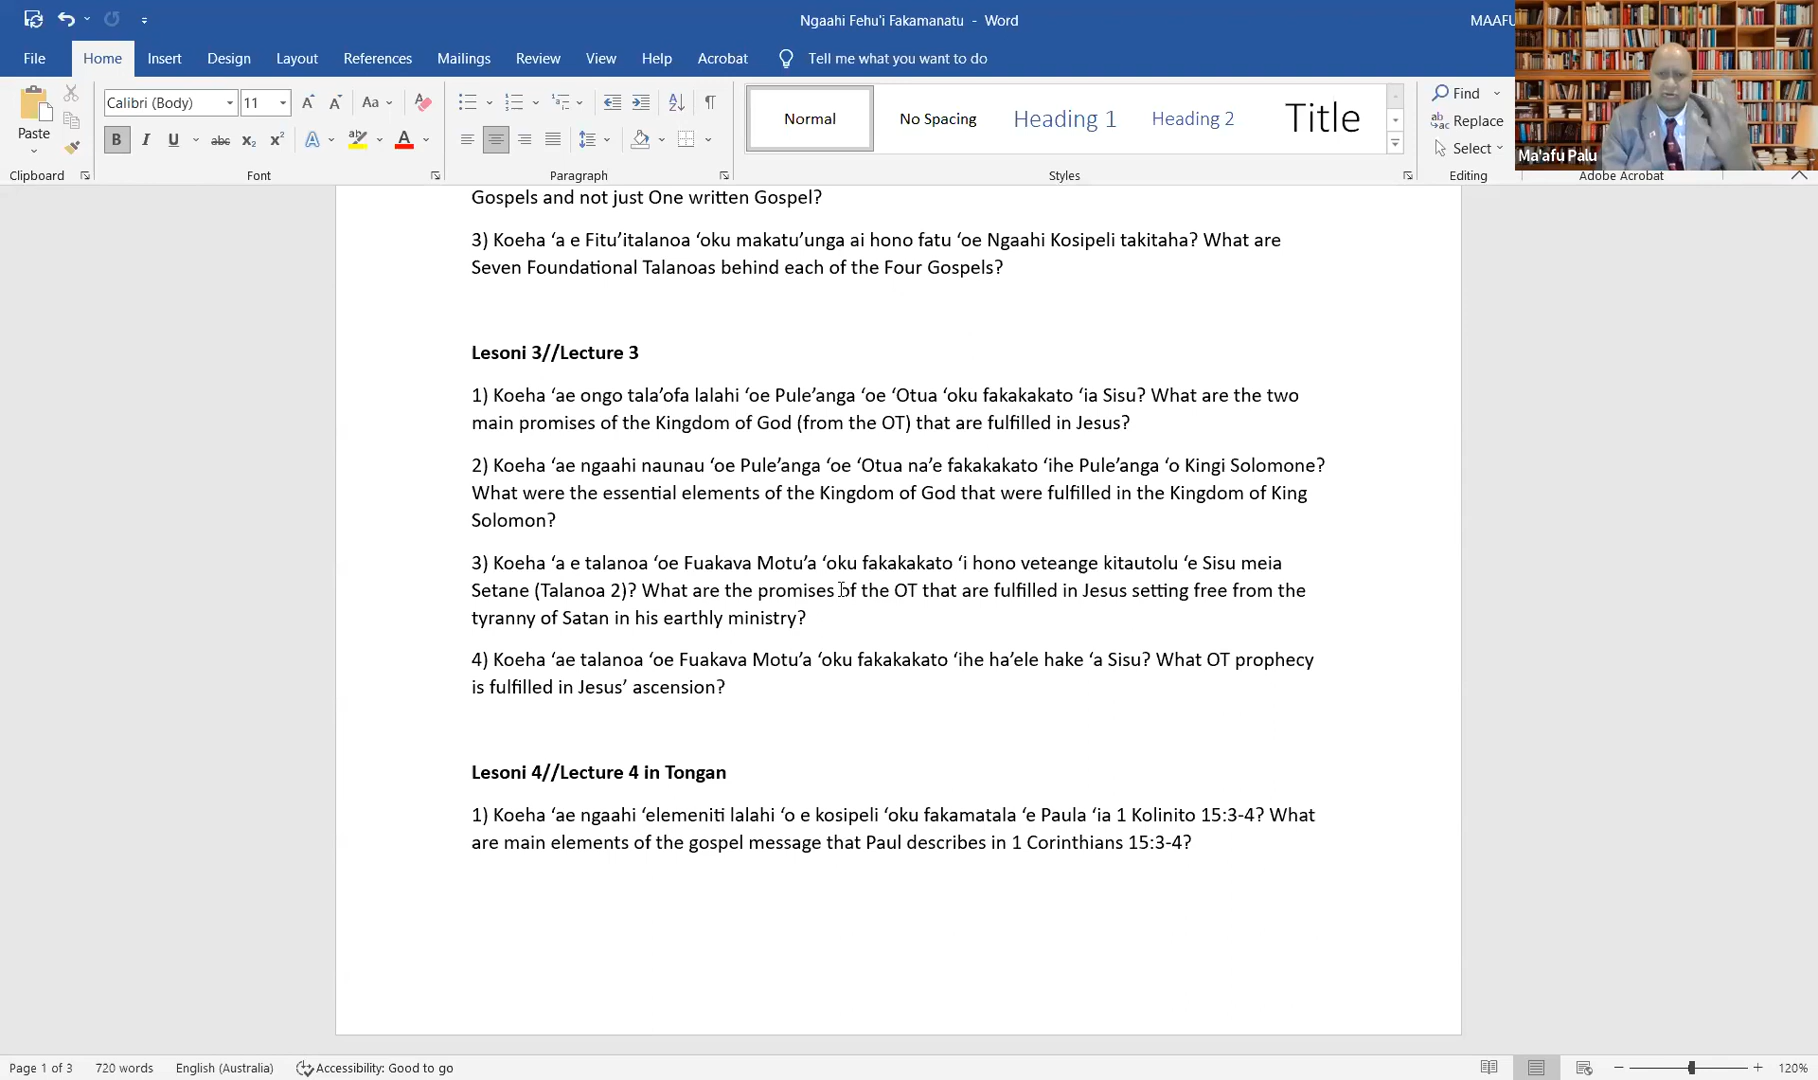 Ngaahi Fehu'i Fakamanatu - Word
MAAFU
File Home Insert Design Layout References Mailings Review View Help Acrobat Tell me what you want to do
Calibri (Body) 11 Aa
Normal No Spacing Heading 1 Heading 2 Title
Find
Replace
Select
Paste
B I U abc X₂ X² A A
Ma'afu Palu
Clipboard Font Paragraph Styles Editing Adobe Acrobat
Gospels and not just One written Gospel?
3) Koeha ‘a e Fitu’italanoa ‘oku makatu’unga ai hono fatu ‘oe Ngaahi Kosipeli takitaha? What are
Seven Foundational Talanoas behind each of the Four Gospels?
Lesoni 3//Lecture 3
1) Koeha ‘ae ongo tala’ofa lalahi ‘oe Pule’anga ‘oe ‘Otua ‘oku fakakakato ‘ia Sisu? What are the two
main promises of the Kingdom of God (from the OT) that are fulfilled in Jesus?
2) Koeha ‘ae ngaahi naunau ‘oe Pule’anga ‘oe ‘Otua na’e fakakakato ‘ihe Pule’anga ‘o Kingi Solomone?
What were the essential elements of the Kingdom of God that were fulfilled in the Kingdom of King
Solomon?
3) Koeha ‘a e talanoa ‘oe Fuakava Motu’a ‘oku fakakakato ‘i hono veteange kitautolu ‘e Sisu meia
Setane (Talanoa 2)? What are the promises of the OT that are fulfilled in Jesus setting free from the
tyranny of Satan in his earthly ministry?
4) Koeha ‘ae talanoa ‘oe Fuakava Motu’a ‘oku fakakakato ‘ihe ha’ele hake ‘a Sisu? What OT prophecy
is fulfilled in Jesus’ ascension?
Lesoni 4//Lecture 4 in Tongan
1) Koeha ‘ae ngaahi ‘elemeniti lalahi ‘o e kosipeli ‘oku fakamatala ‘e Paula ‘ia 1 Kolinito 15:3-4? What
are main elements of the gospel message that Paul describes in 1 Corinthians 15:3-4?
Page 1 of 3 720 words English (Australia) Accessibility: Good to go 120%